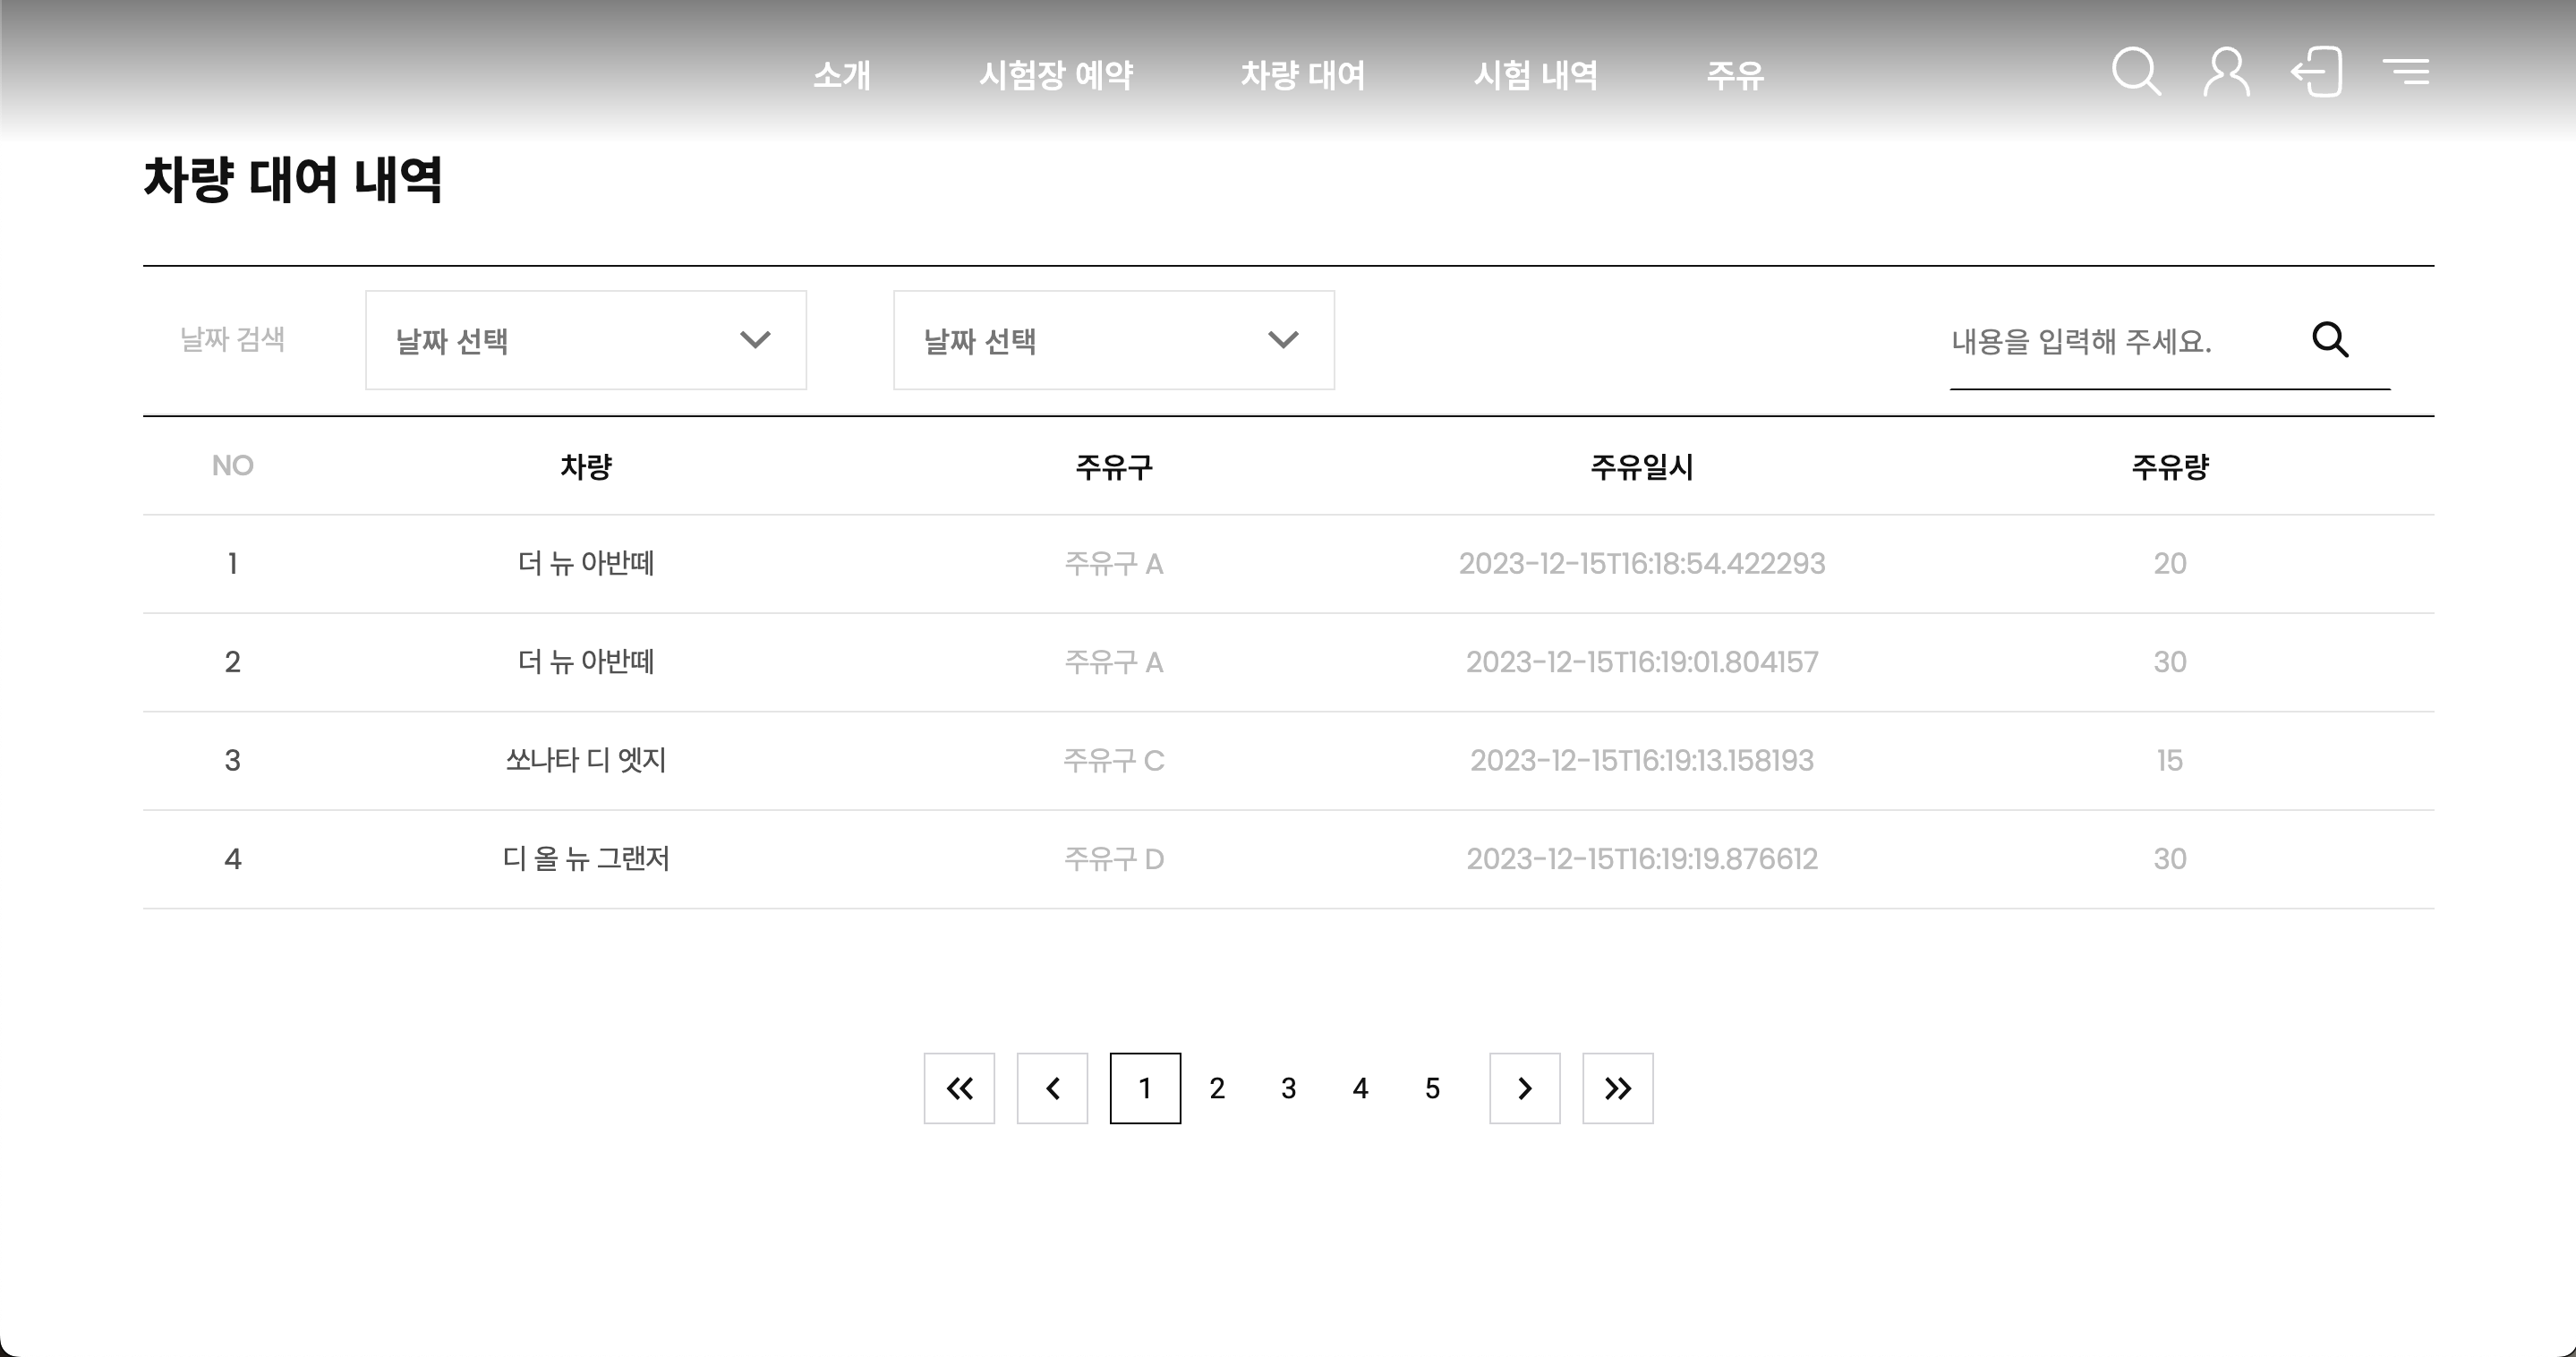 소개 시험장 예약 차량 대여 시험 내역 주유
차량 대여 내역
날짜 검색 날짜 선택 날짜 선택 내용을 입력해 주세요.
NO 차량 주유구 주유일시 주유량
1 더 뉴 아반떼 주유구 A 2023-12-15T16:18:54.422293 20
2 더 뉴 아반떼 주유구 A 2023-12-15T16:19:01.804157 30
3 쏘나타 디 엣지 주유구 C 2023-12-15T16:19:13.158193 15
4 디 올 뉴 그랜저 주유구 D 2023-12-15T16:19:19.876612 30
1 2 3 4 5